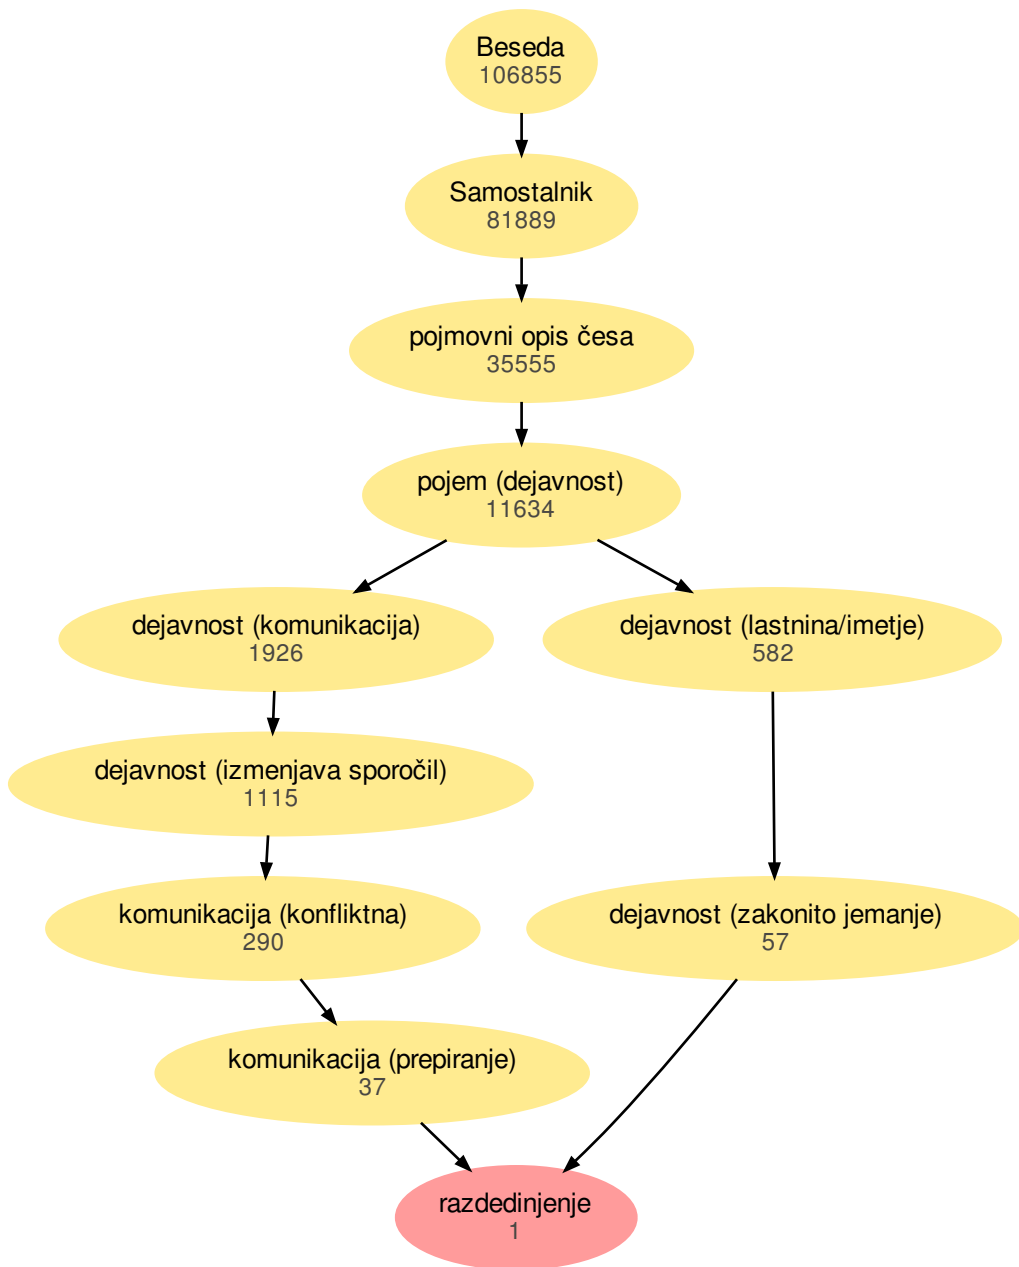 Beseda
106855
Samostalnik
81889
pojmovni opis česa
35555
pojem (dejavnost)
11634
dejavnost (komunikacija)
1926
dejavnost (lastnina/imetje)
582
dejavnost (izmenjava sporočil)
1115
komunikacija (konfliktna)
290
dejavnost (zakonito jemanje)
57
komunikacija (prepiranje)
37
razdedinjenje
1